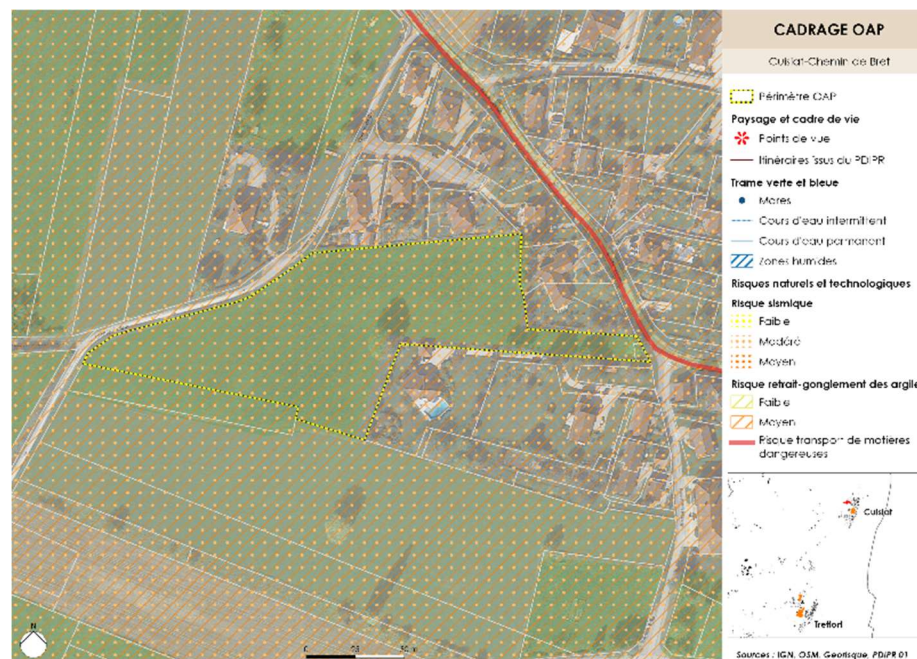 CADRAGE OAP
Cuisiat-Chemin de Bret
Périmètre OAP
Paysage et cadre de vie
Points de vue
Itinéraires issus du PDIPR
Trame verte et bleue
Mares
Cours d'eau intermittent
Cours d'eau permanent
Zones humides
Risques naturels et technologiques
Risque sismique
Faible
Modéré
Moyen
Risque retrait-gonflement des argile
Faible
Moyen
Risque transport de matières
dangereuses
Cuisiat
Treffort
N
0
25
Sources : IGN, OSM, Georisque, PDIPR 01